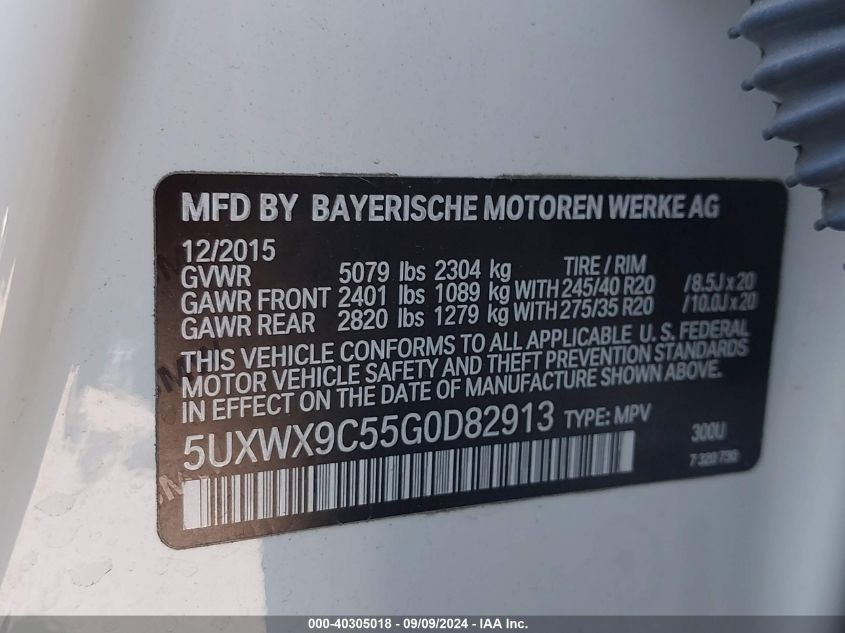 MFD BY BAYERISCHE MOTOREN WERKE AG
12/2015
GVWR 5079 lbs 2304 kg TIRE / RIM
GAWR FRONT 2401 lbs 1089 kg WITH 245/40 R20 /8.5J x 20
GAWR REAR 2820 lbs 1279 kg WITH 275/35 R20 /10.0J x 20
THIS VEHICLE CONFORMS TO ALL APPLICABLE U. S. FEDERAL
MOTOR VEHICLE SAFETY AND THEFT PREVENTION STANDARDS
IN EFFECT ON THE DATE OF MANUFACTURE SHOWN ABOVE.
5UXWX9C55G0D82913 TYPE: MPV 300U
7 320 730
000-40305018 - 09/09/2024 - IAA Inc.